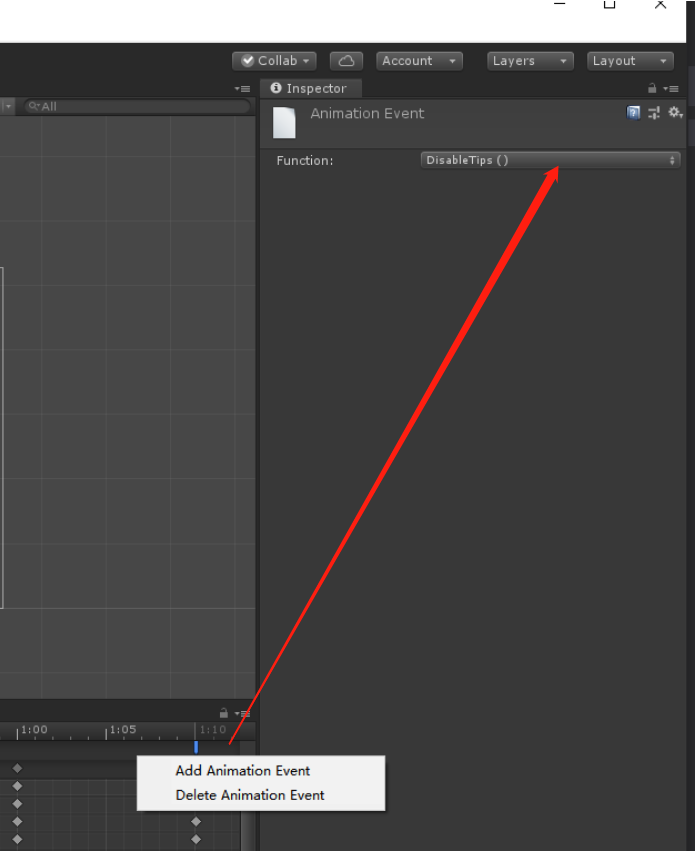 Collab
Account
Layers
Layout
Inspector
All
Animation Event
Function:
DisableTips ( )
1:00
1:05
1:10
Add Animation Event
Delete Animation Event